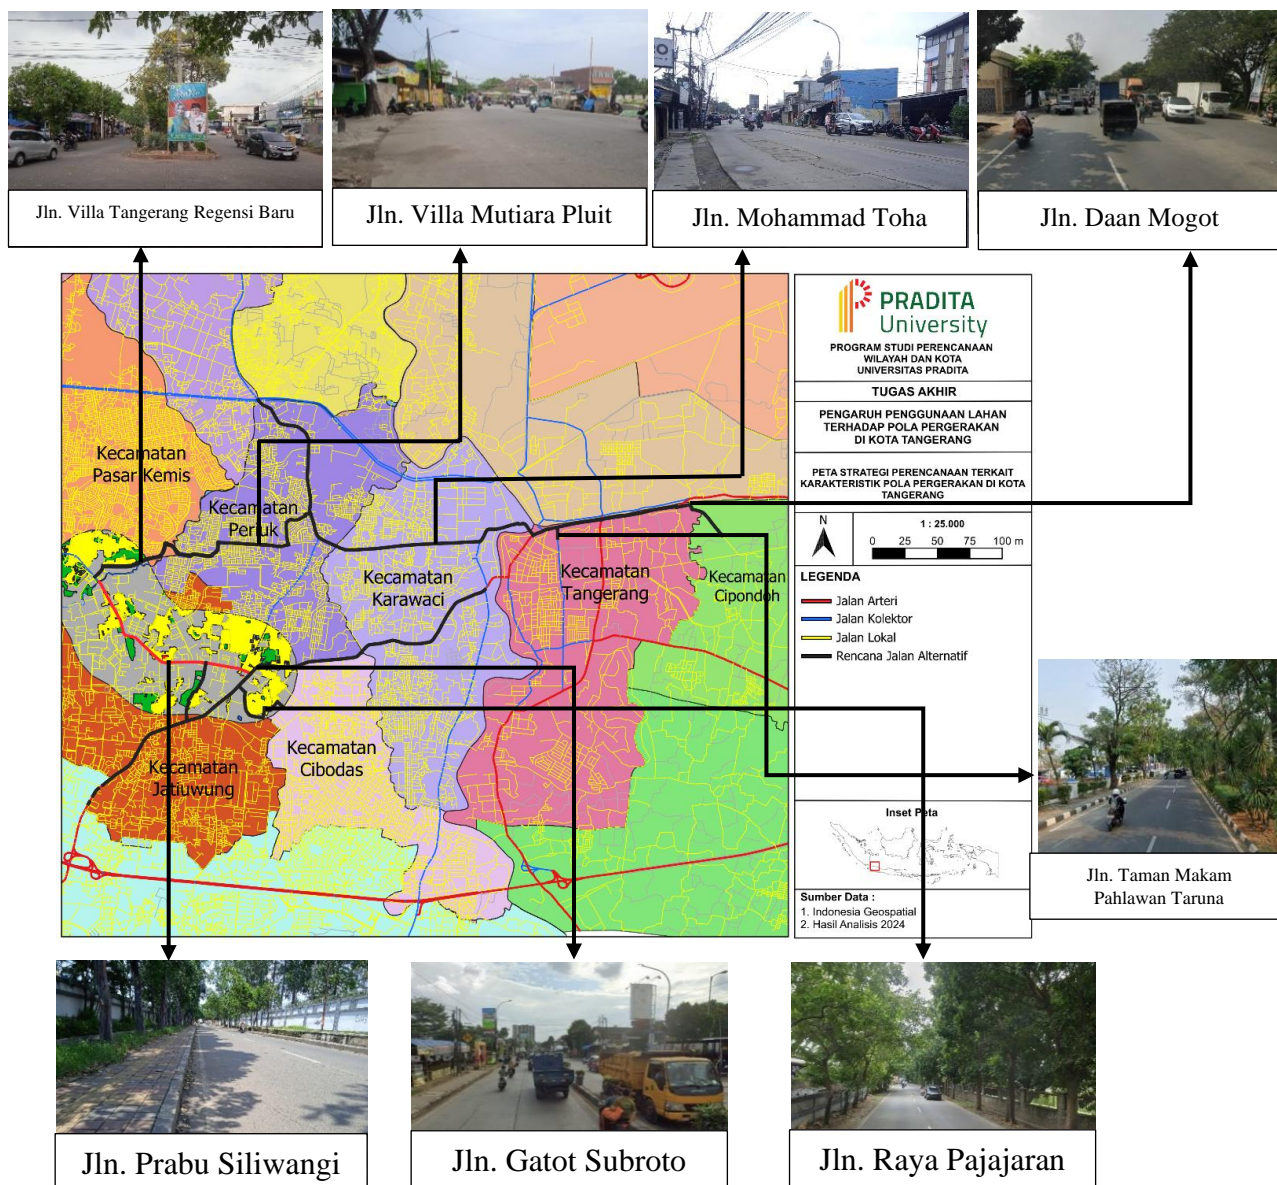 Jln. Villa Tangerang Regensi Baru
Jln. Villa Mutiara Pluit
Jln. Mohammad Toha
Jln. Daan Mogot
Kecamatan
Pasar Kemis
Kecamatan
Periuk
Kecamatan
Karawaci
Kecamatan
Tangerang
Kecamatan
Cipondoh
Kecamatan
Cibodas
Kecamatan
Jatiuwung
PRADITA
University
PROGRAM STUDI PERENCANAAN
WILAYAH DAN KOTA
UNIVERSITAS PRADITA
TUGAS AKHIR
PENGARUH PENGGUNAAN LAHAN
TERHADAP POLA PERGERAKAN
DI KOTA TANGERANG
PETA STRATEGI PERENCANAAN TERKAIT
KARAKTERISTIK POLA PERGERAKAN DI KOTA
TANGERANG
N
1 : 25.000
0 25 50 75 100 m
LEGENDA
Jalan Arteri
Jalan Kolektor
Jalan Lokal
Rencana Jalan Alternatif
Inset Peta
Sumber Data :
1. Indonesia Geospatial
2. Hasil Analisis 2024
Jln. Taman Makam
Pahlawan Taruna
Jln. Prabu Siliwangi
Jln. Gatot Subroto
Jln. Raya Pajajaran